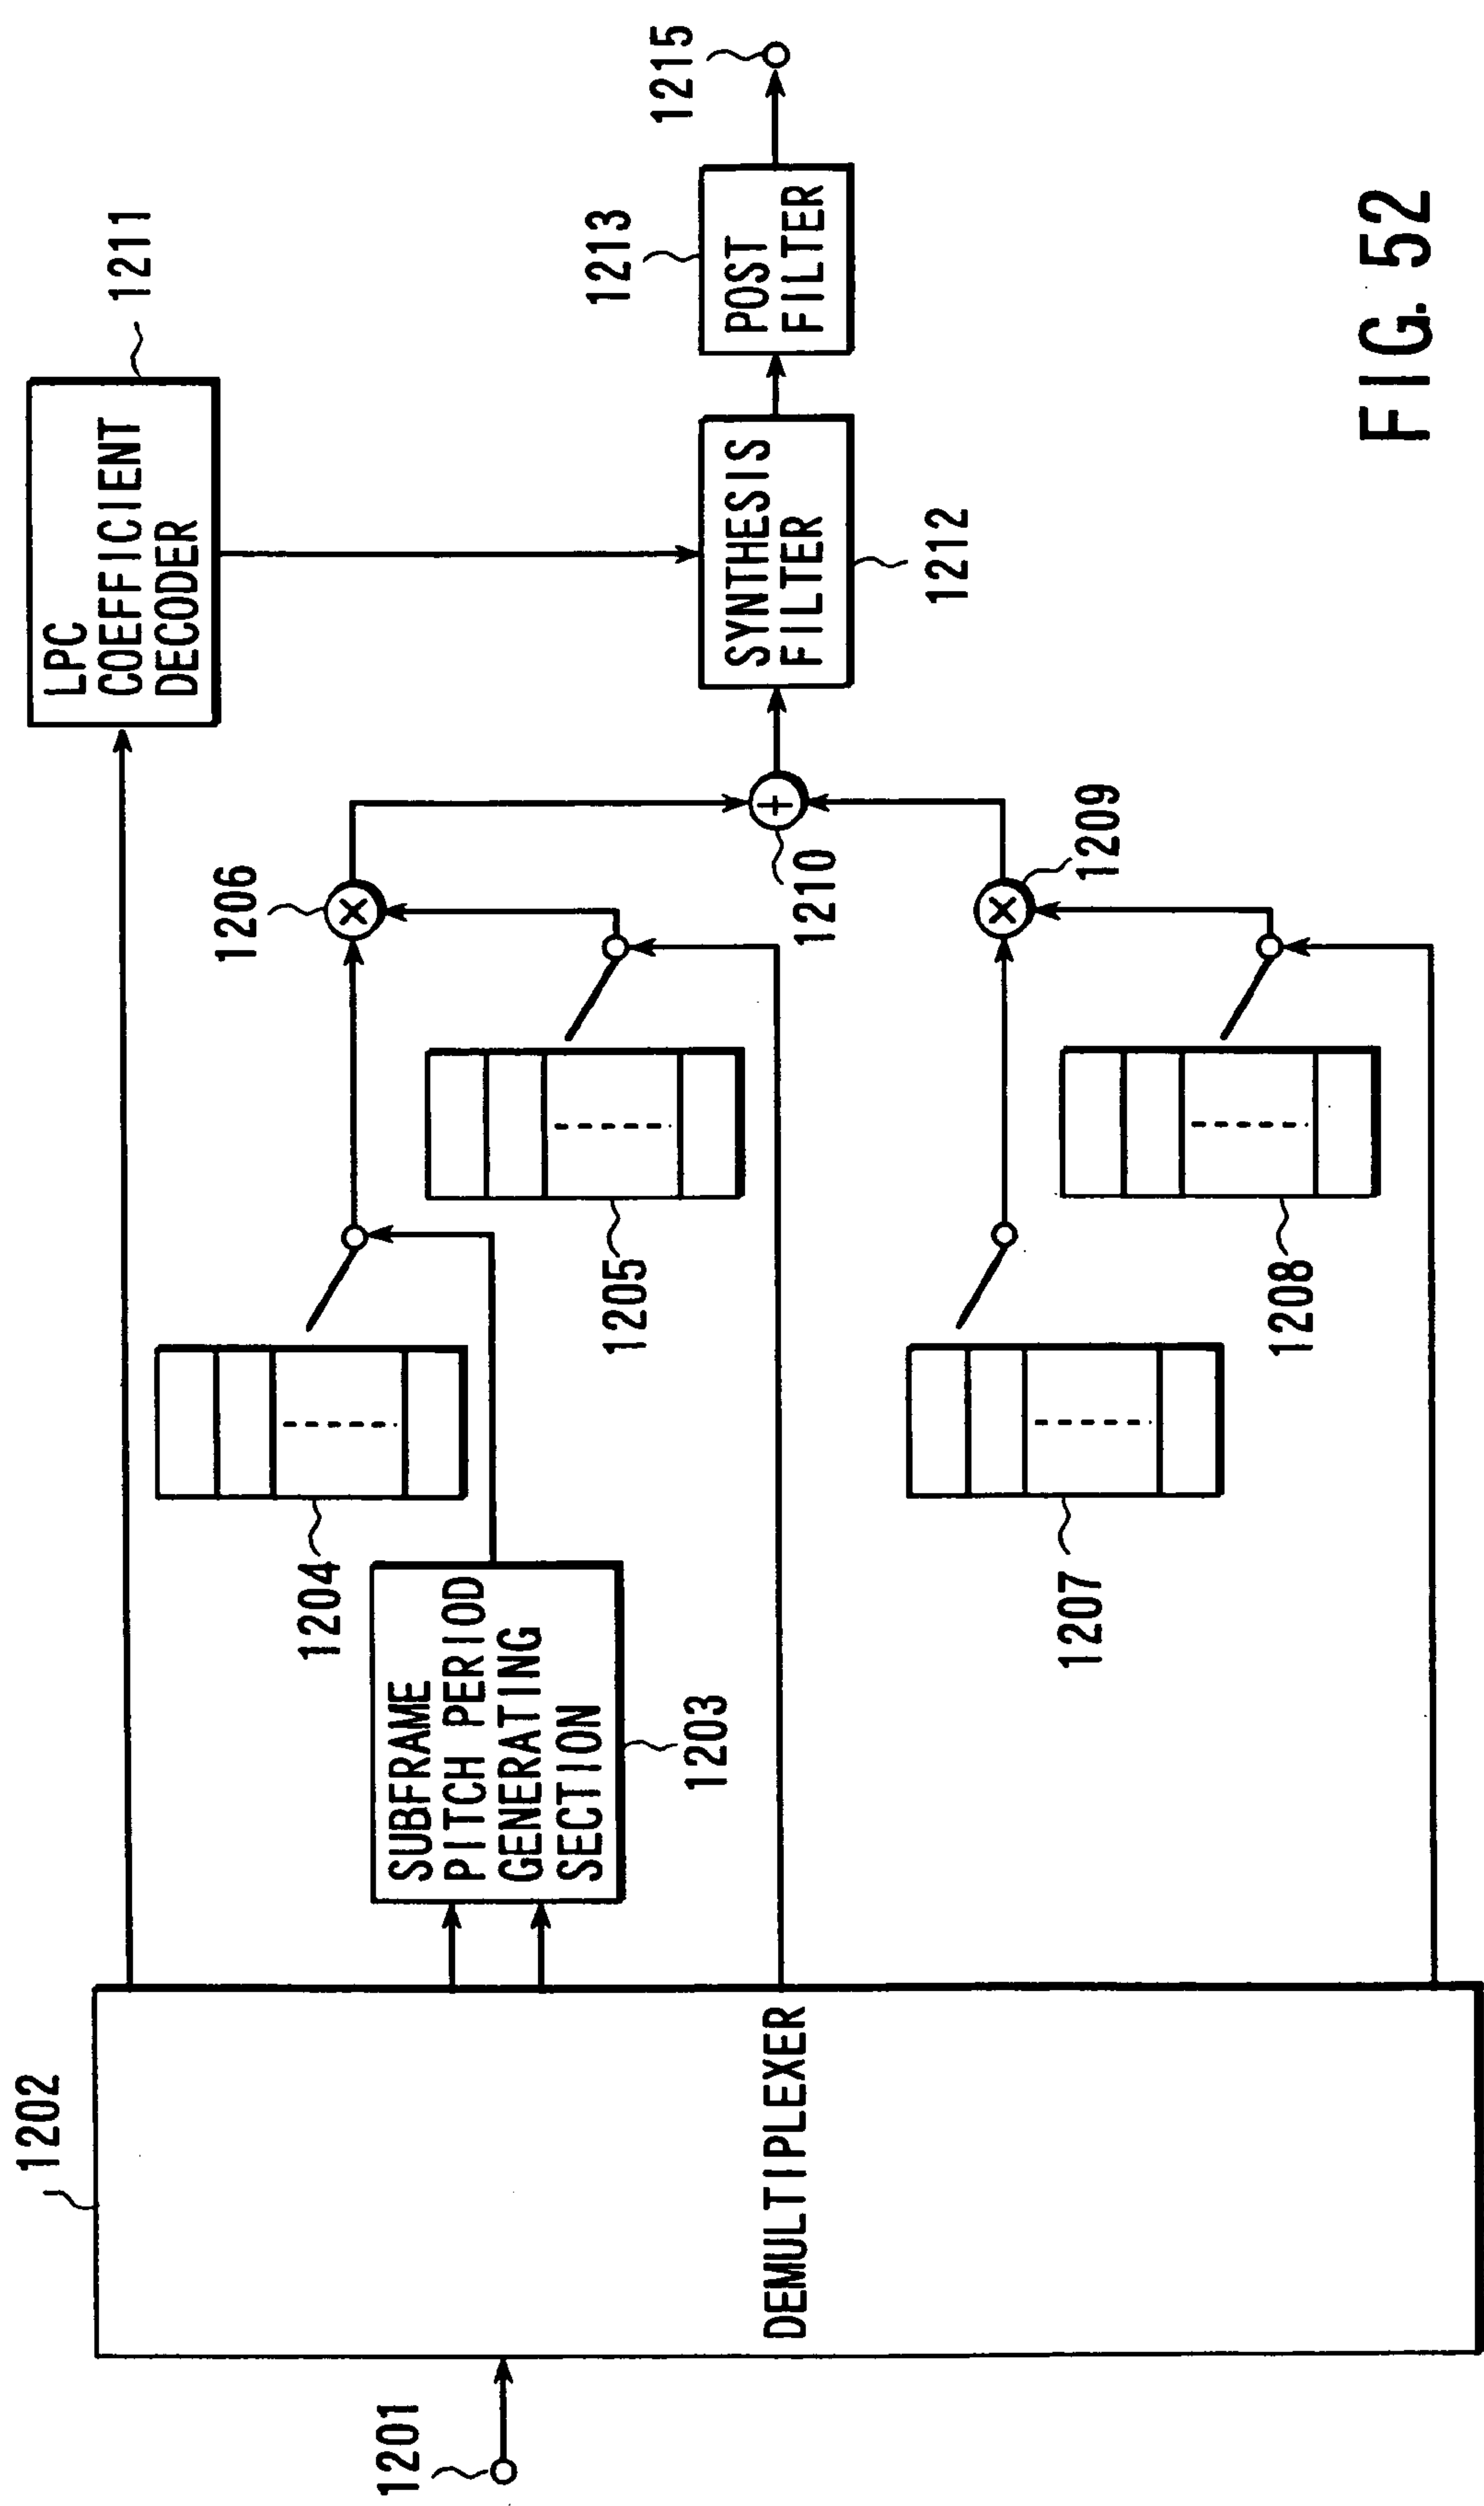 1201
1202
DEMULTIPLEXER
SUBFRAME
PITCH PERIOD
GENERATING
SECTION
1203
1204
1205
1206
1207
1208
1209
1210
LPC
COEFFICIENT
DECODER
1211
SYNTHESIS
FILTER
1212
POST
FILTER
1213
1215
FIG. 52